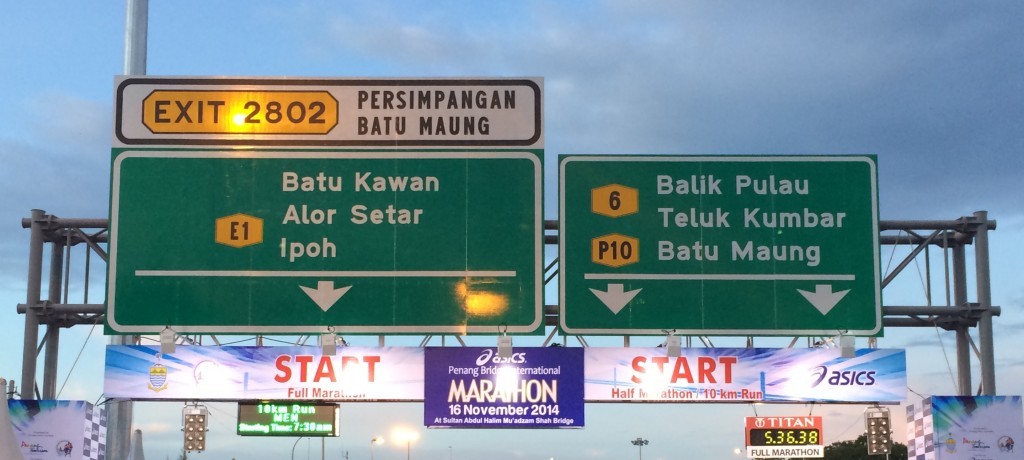 EXIT 2802
PERSIMPANGAN
BATU MAUNG
E1
Batu Kawan
Alor Setar
Ipoh
6
P10
Balik Pulau
Teluk Kumbar
Batu Maung
START
Full Marathon
asics
Penang Bridge International
MARATHON
16 November 2014
At Sultan Abdul Halim Mu'adzam Shah Bridge
START
Half Marathon / 10-km Run
asics
10km Run
MEN
Starting Time: 7:30am
TITAN
5.36.38
FULL MARATHON